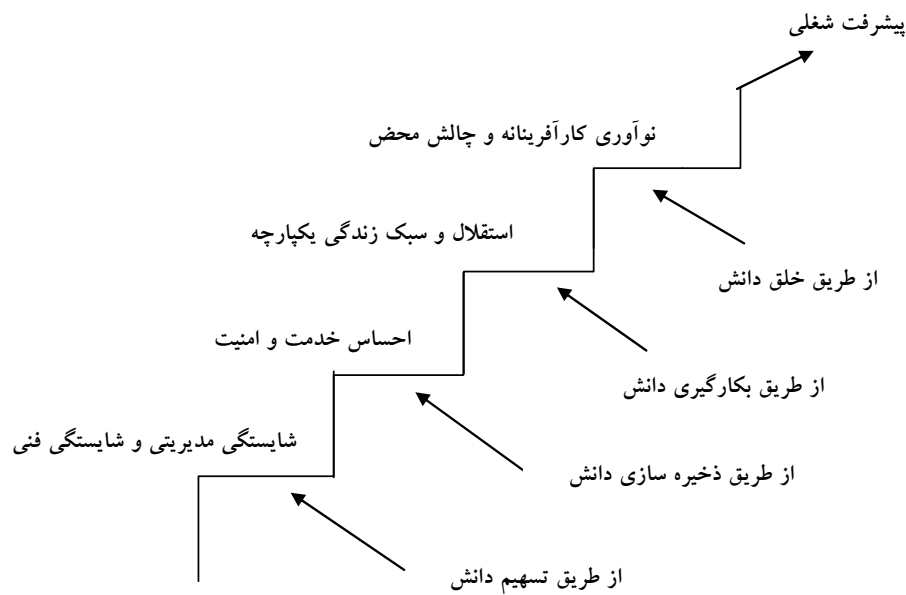 پیشرفت شغلی
نوآوری کارآفرینانه و چالش محض
استقلال و سبک زندگی یکپارچه
از طریق خلق دانش
احساس خدمت و امنیت
از طریق بکارگیری دانش
شایستگی مدیریتی و شایستگی فنی
از طریق ذخیره سازی دانش
از طریق تسهیم دانش